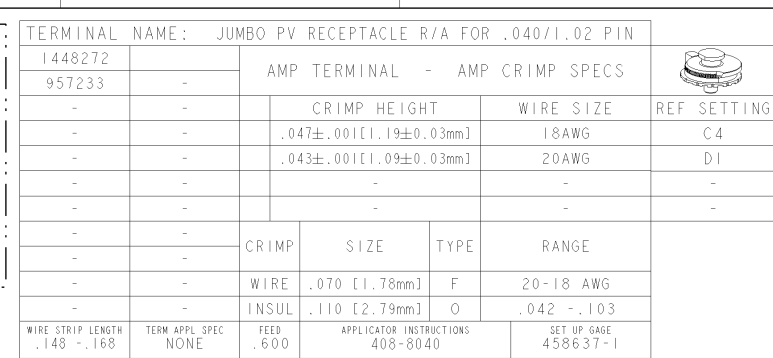 TERMINAL NAME: JUMBO PV RECEPTACLE R/A FOR .040/1.02 PIN
1448272
957233 -
AMP TERMINAL - AMP CRIMP SPECS
- - CRIMP HEIGHT WIRE SIZE REF SETTING
- - .047±.001[1.19±0.03mm] 18AWG C4
- - .043±.001[1.09±0.03mm] 20AWG D1
- - - - -
- - - - -
- - CRIMP SIZE TYPE RANGE
- -
- - WIRE .070 [1.78mm] F 20-18 AWG
- - INSUL .110 [2.79mm] O .042 -.103
WIRE STRIP LENGTH TERM APPL SPEC FEED APPLICATOR INSTRUCTIONS SET UP GAGE
.148 -.168 NONE .600 408-8040 458637-1